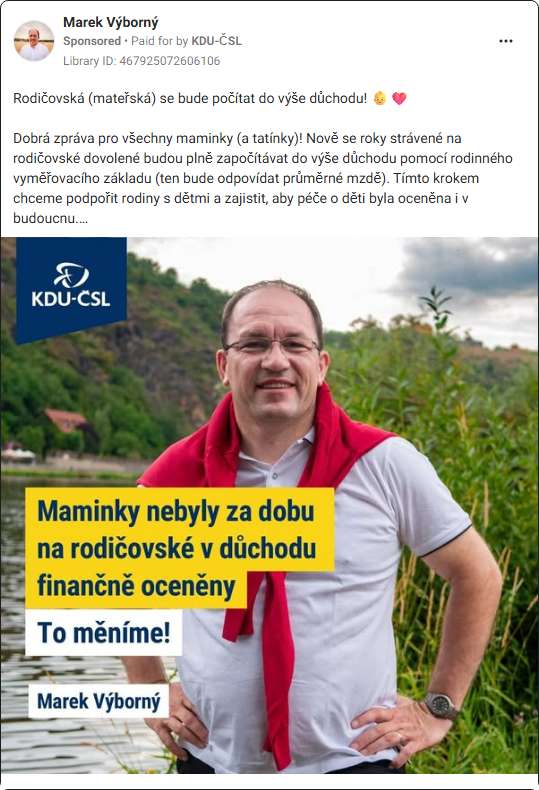 Marek Výborný
Sponsored • Paid for by KDU-ČSL
Library ID: 467925072606106
Rodičovská (mateřská) se bude počítat do výše důchodu! 👶 💖
Dobrá zpráva pro všechny maminky (a tatínky)! Nově se roky strávené na
rodičovské dovolené budou plně započítávat do výše důchodu pomocí rodinného
vyměřovacího základu (ten bude odpovídat průměrné mzdě). Tímto krokem
chceme podpořit rodiny s dětmi a zajistit, aby péče o děti byla oceněna i v
budoucnu....
KDU-ČSL
Maminky nebyly za dobu
na rodičovské v důchodu
finančně oceněny
To měníme!
Marek Výborný